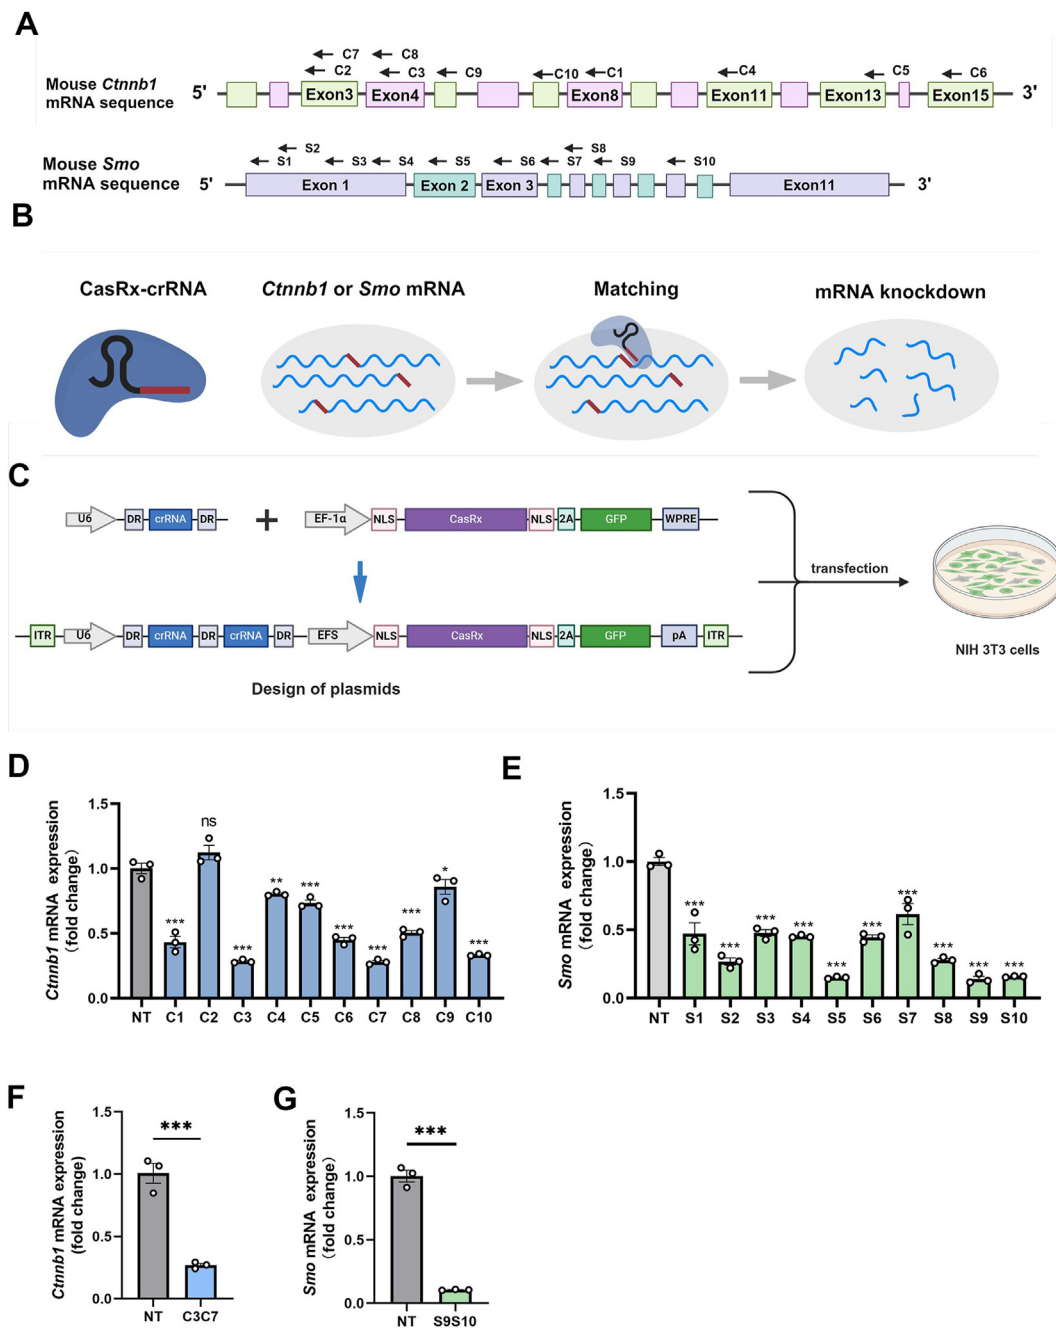 A
C7 C8
C2 C3 C9 C10 C1 C4 C5 C6
Mouse Ctnnb1
mRNA sequence
5' Exon3 Exon4 Exon8 Exon11 Exon13 Exon15 3'
S2 S8
S1 S3 S4 S5 S6 S7 S9 S10
Mouse Smo
mRNA sequence
5' Exon 1 Exon 2 Exon 3 Exon11 3'
B
CasRx-crRNA Ctnnb1 or Smo mRNA Matching mRNA knockdown
C
U6 DR crRNA DR + EF-1α NLS CasRx NLS 2A GFP WPRE
transfection
ITR U6 DR crRNA DR crRNA DR EFS NLS CasRx NLS 2A GFP pA ITR
NIH 3T3 cells
Design of plasmids
D
Ctnnb1 mRNA expression
(fold change)
1.5
1.0
0.5
0.0
*** ns *** ** *** *** *** *** * ***
NT C1 C2 C3 C4 C5 C6 C7 C8 C9 C10
E
Smo mRNA expression
(fold change)
1.5
1.0
0.5
0.0
*** *** *** *** *** *** *** *** *** ***
NT S1 S2 S3 S4 S5 S6 S7 S8 S9 S10
F
Ctnnb1 mRNA expression
(fold change)
1.5
1.0
0.5
0.0
***
NT C3C7
G
Smo mRNA expression
(fold change)
1.5
1.0
0.5
0.0
***
NT S9S10